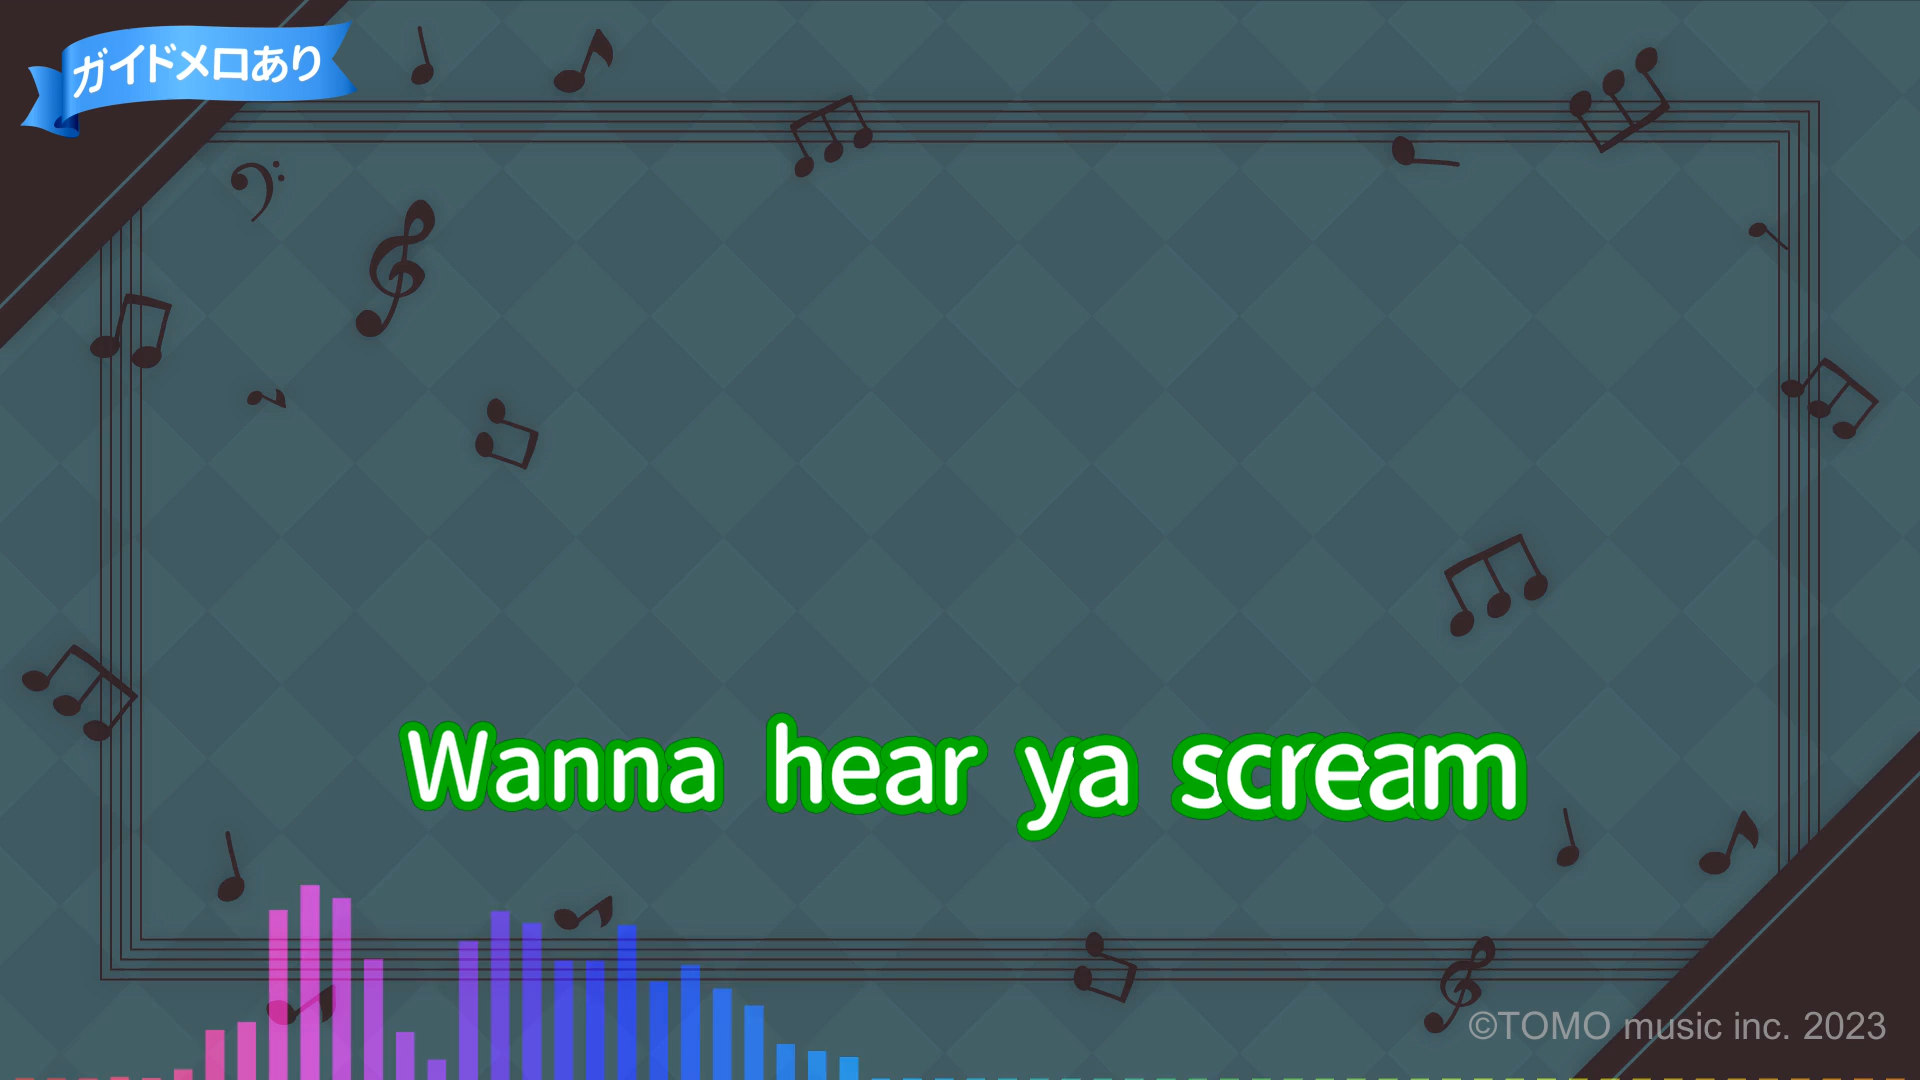 ガイドメロあり
Wanna hear ya scream
©TOMO music inc. 2023